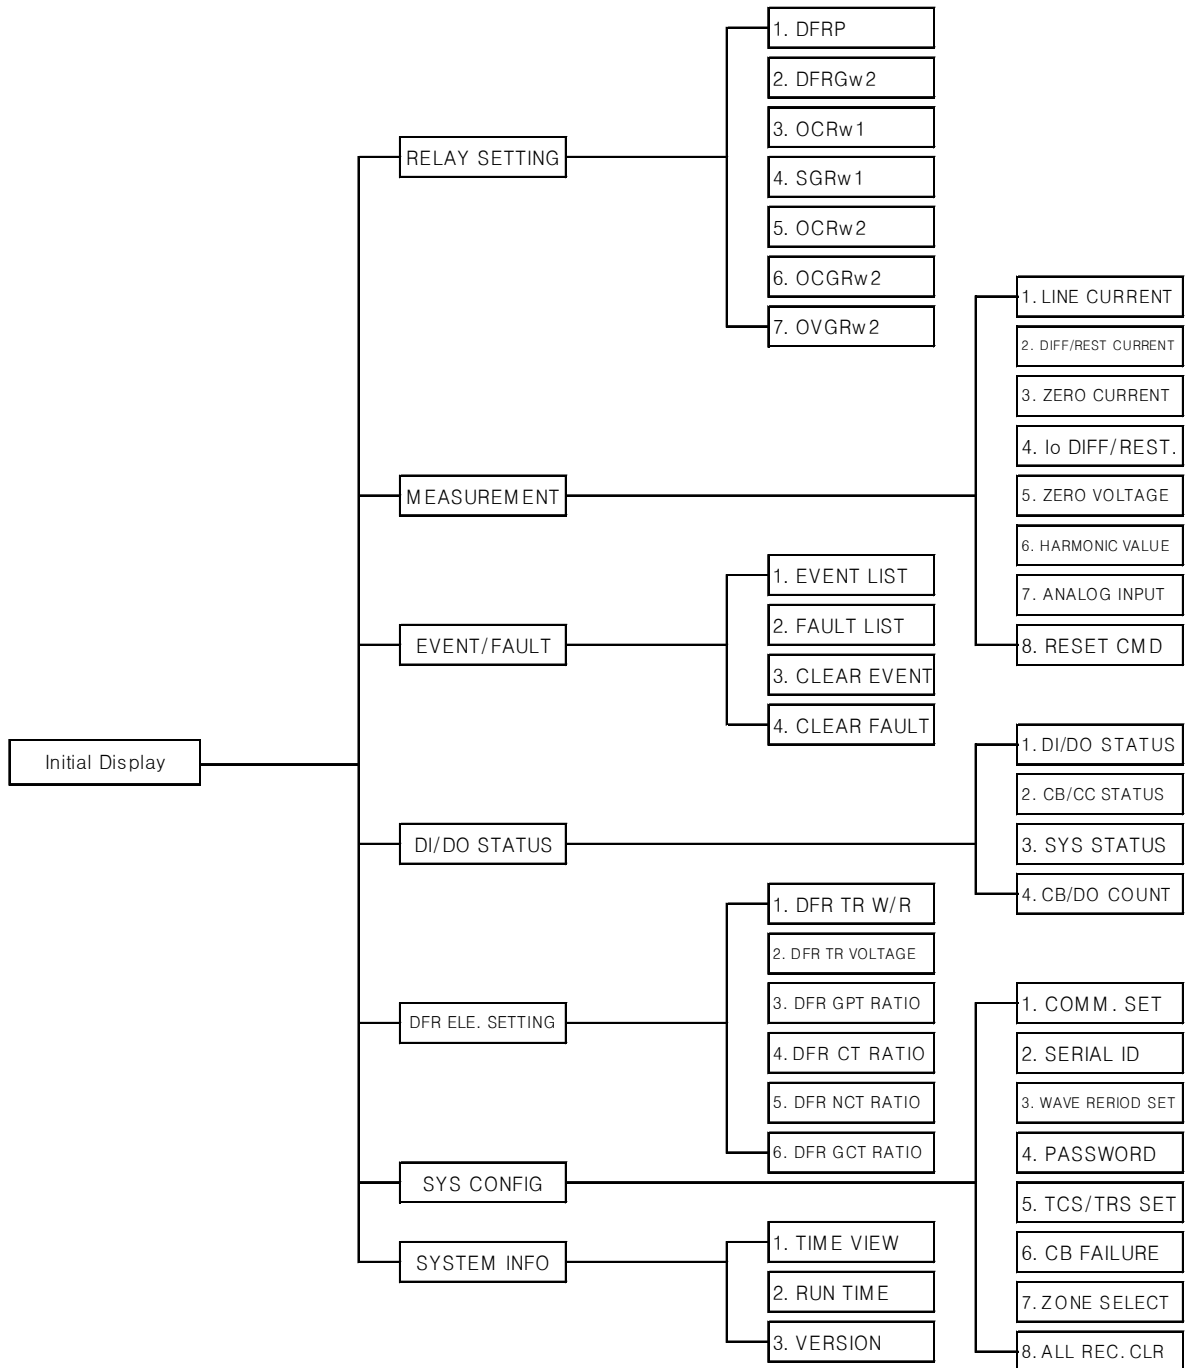 Initial Display
RELAY SETTING
1. DFRP
2. DFRGw2
3. OCRw1
4. SGRw1
5. OCRw2
6. OCGRw2
7. OVGRw2
MEASUREMENT
1. LINE CURRENT
2. DIFF/REST CURRENT
3. ZERO CURRENT
4. Io DIFF/REST.
5. ZERO VOLTAGE
6. HARMONIC VALUE
7. ANALOG INPUT
8. RESET CMD
EVENT/FAULT
1. EVENT LIST
2. FAULT LIST
3. CLEAR EVENT
4. CLEAR FAULT
DI/DO STATUS
1. DI/DO STATUS
2. CB/CC STATUS
3. SYS STATUS
4. CB/DO COUNT
DFR ELE. SETTING
1. DFR TR W/R
2. DFR TR VOLTAGE
3. DFR GPT RATIO
4. DFR CT RATIO
5. DFR NCT RATIO
6. DFR GCT RATIO
SYS CONFIG
1. COMM. SET
2. SERIAL ID
3. WAVE RERIOD SET
4. PASSWORD
5. TCS/TRS SET
6. CB FAILURE
7. ZONE SELECT
8. ALL REC. CLR
SYSTEM INFO
1. TIME VIEW
2. RUN TIME
3. VERSION